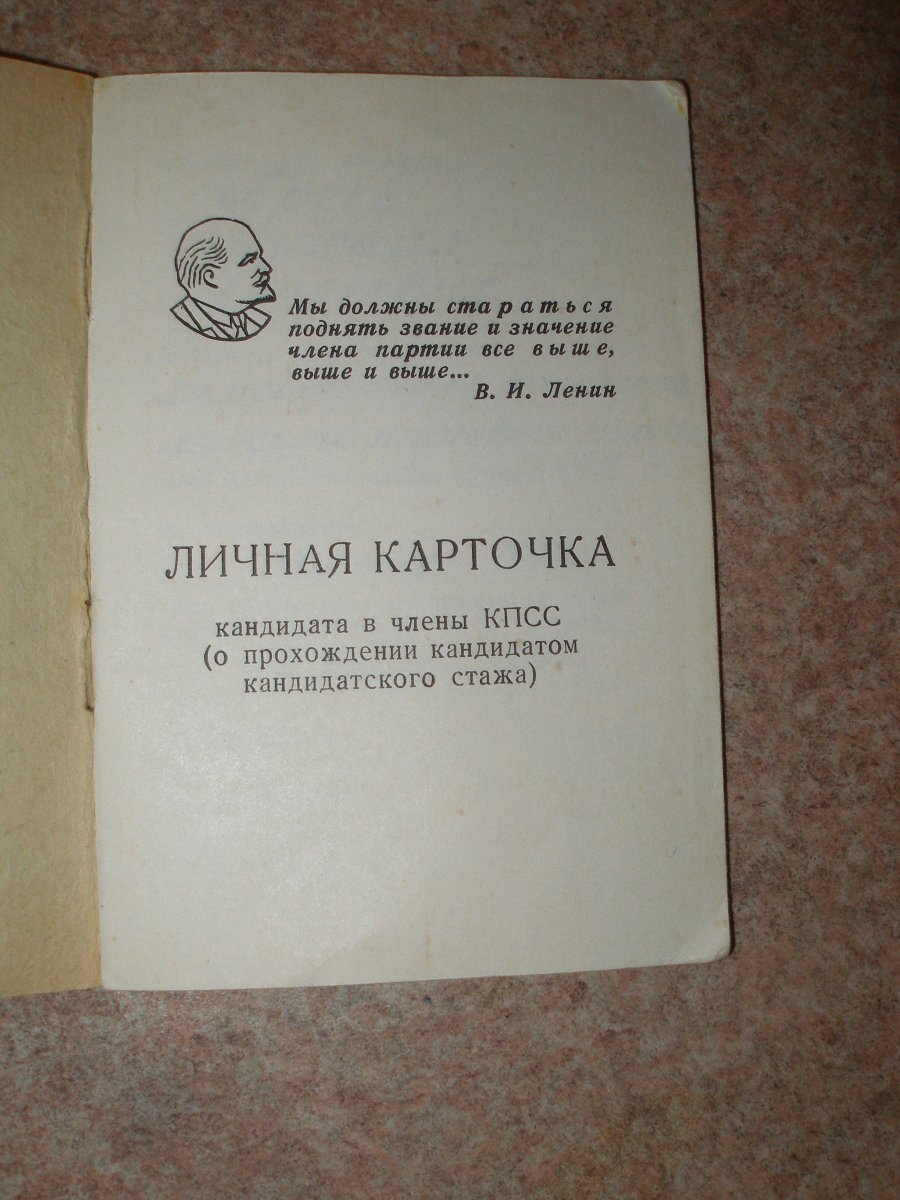 Мы должны стараться
поднять звание и значение
члена партии все выше,
выше и выше...
В. И. Ленин
ЛИЧНАЯ КАРТОЧКА
кандидата в члены КПСС
(о прохождении кандидатом
кандидатского стажа)